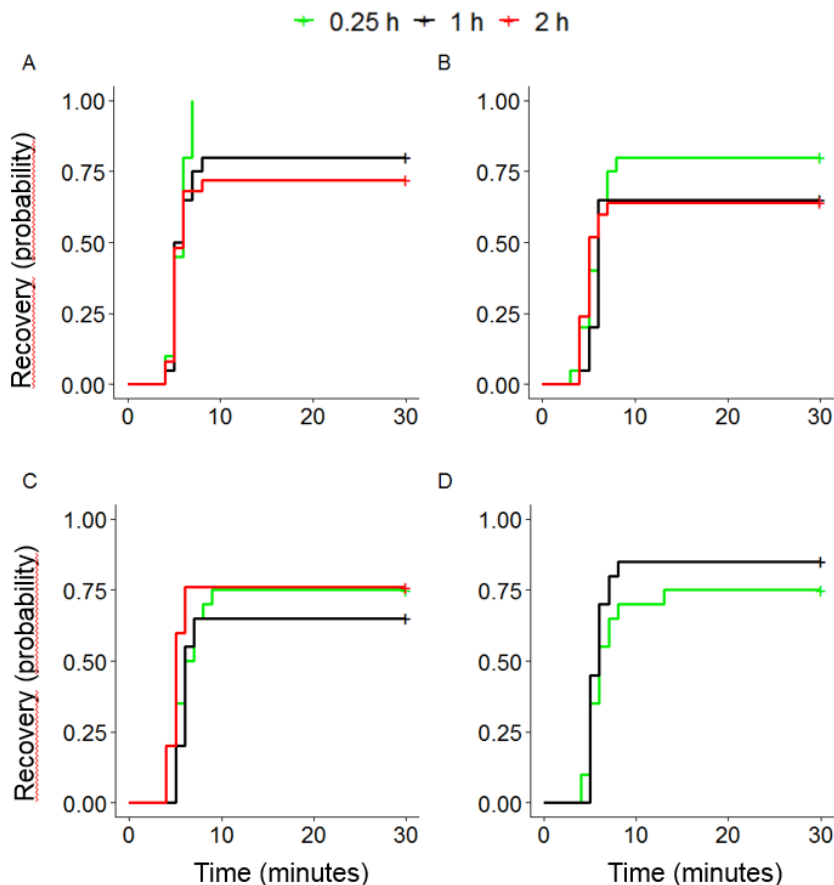 0.25 h 1 h 2 h
A B
1.00 1.00
0.75 0.75
0.50 0.50
0.25 0.25
0.00 0.00
Recovery (probability)
0 10 20 30 0 10 20 30
C D
1.00 1.00
0.75 0.75
0.50 0.50
0.25 0.25
0.00 0.00
Recovery (probability)
0 10 20 30 0 10 20 30
Time (minutes) Time (minutes)